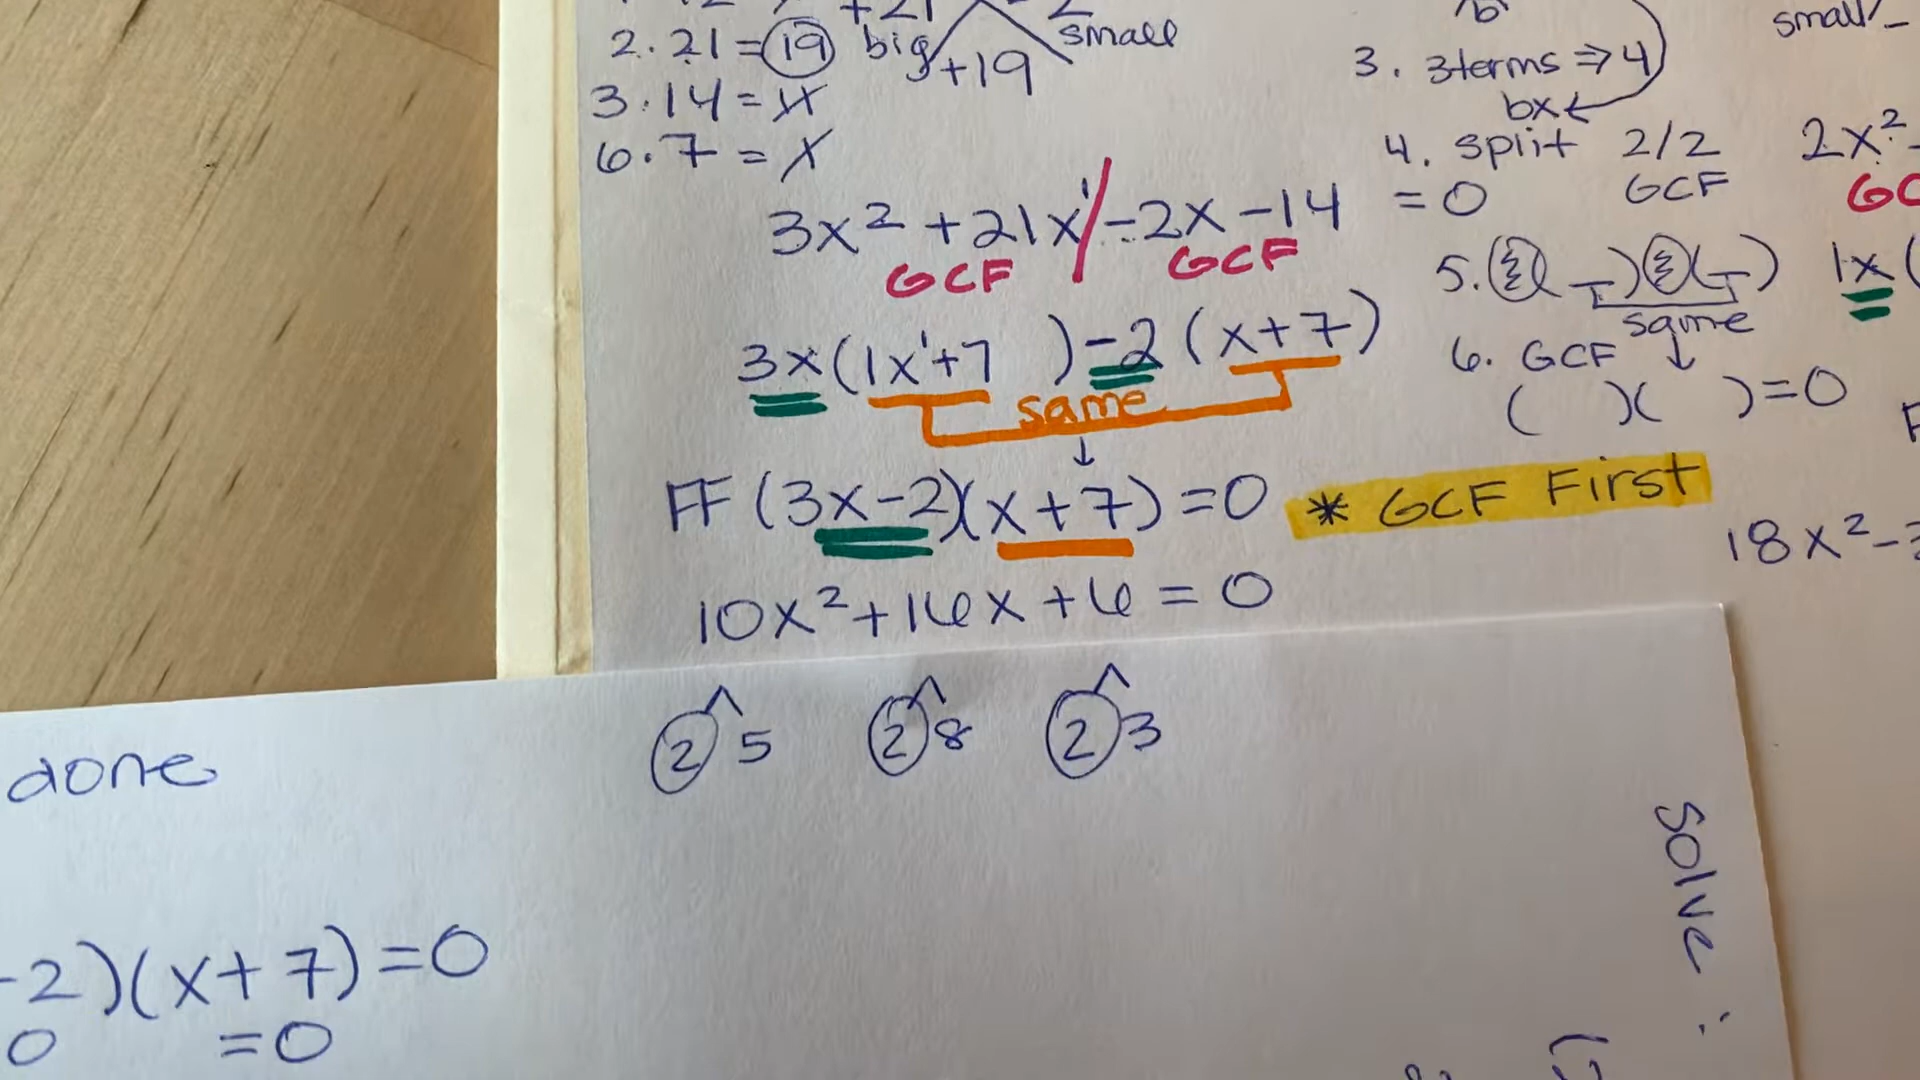 +21
2.21=19 big small
+19
3.14=
6.7=
3x² +21x -2x -14 = 0
GCF GCF
3x(1x+7 ) -2 (x+7)
same
FF (3x-2)(x+7) =0 * GCF First
10x²+16x+6=0
2 5 2 8 2 3
b
3. 3terms ⇒ 4
bx
4. split 2/2
GCF
5. ( )( )
same
6. GCF
( )( )=0
small/-
2x²-
GC
1x(
18x²-3
done
-2)(x+7)=0
0 =0
solve: